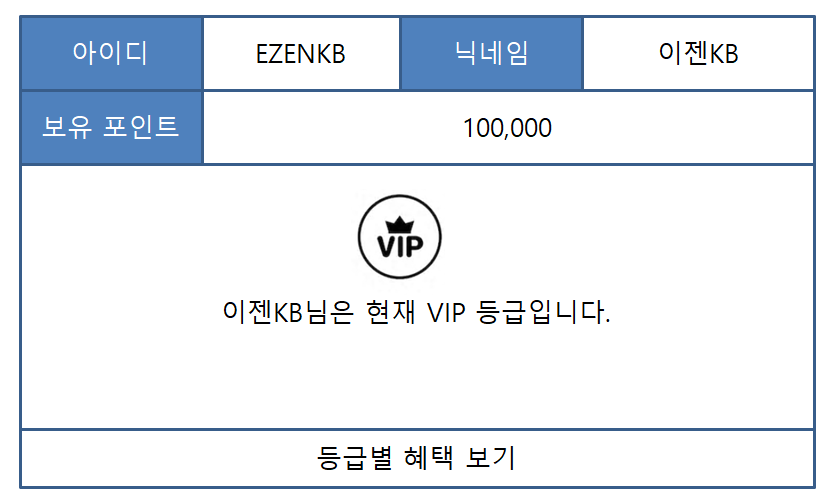 아이디 EZENKB 닉네임 이젠KB
보유 포인트 100,000
VIP
이젠KB님은 현재 VIP 등급입니다.
등급별 혜택 보기